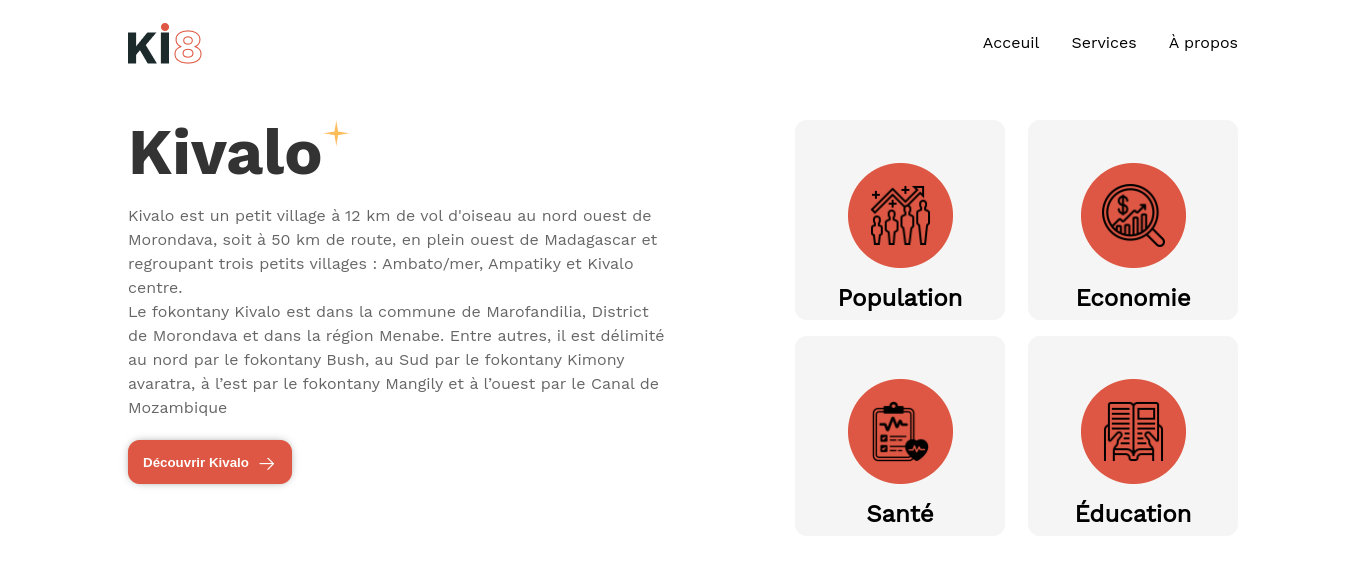 Ki8
Acceuil Services À propos
Kivalo
Kivalo est un petit village à 12 km de vol d'oiseau au nord ouest de
Morondava, soit à 50 km de route, en plein ouest de Madagascar et
regroupant trois petits villages : Ambato/mer, Ampatiky et Kivalo
centre.
Le fokontany Kivalo est dans la commune de Marofandilia, District
de Morondava et dans la région Menabe. Entre autres, il est délimité
au nord par le fokontany Bush, au Sud par le fokontany Kimony
avaratra, à l’est par le fokontany Mangily et à l’ouest par le Canal de
Mozambique
Découvrir Kivalo
Population
Economie
Santé
Éducation